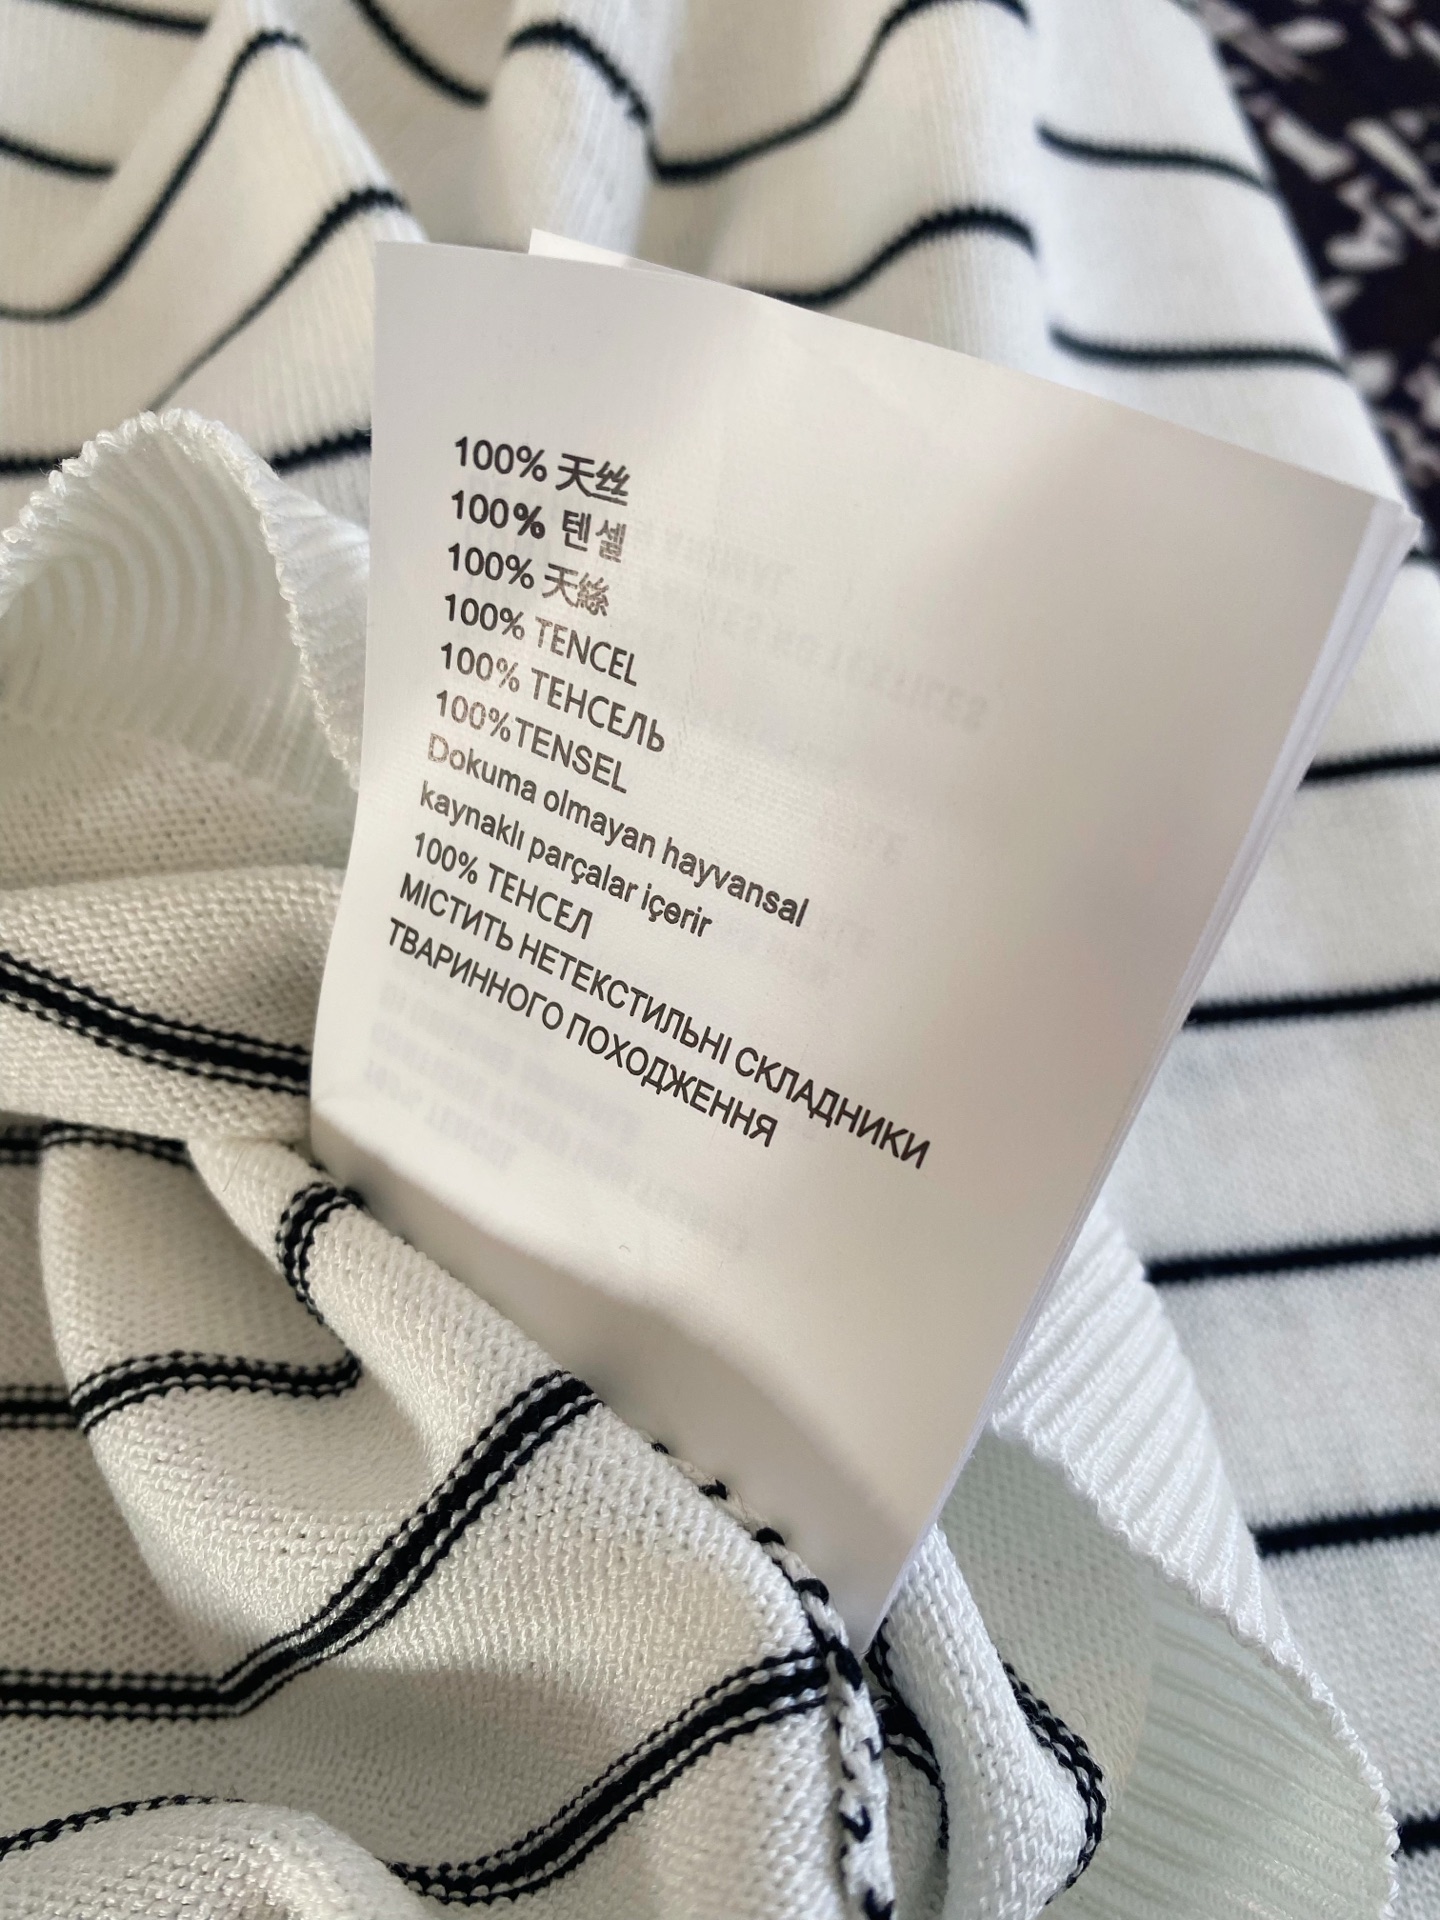 100% 天丝
100% 텐셀
100% 天絲
100% TENCEL
100% ТЕНСЕЛЬ
100%TENSEL
Dokuma olmayan hayvansal
kaynaklı parçalar içerir
100% ТЕНСЕЛ
МІСТИТЬ НЕТЕКСТИЛЬНІ СКЛАДНИКИ
ТВАРИННОГО ПОХОДЖЕННЯ